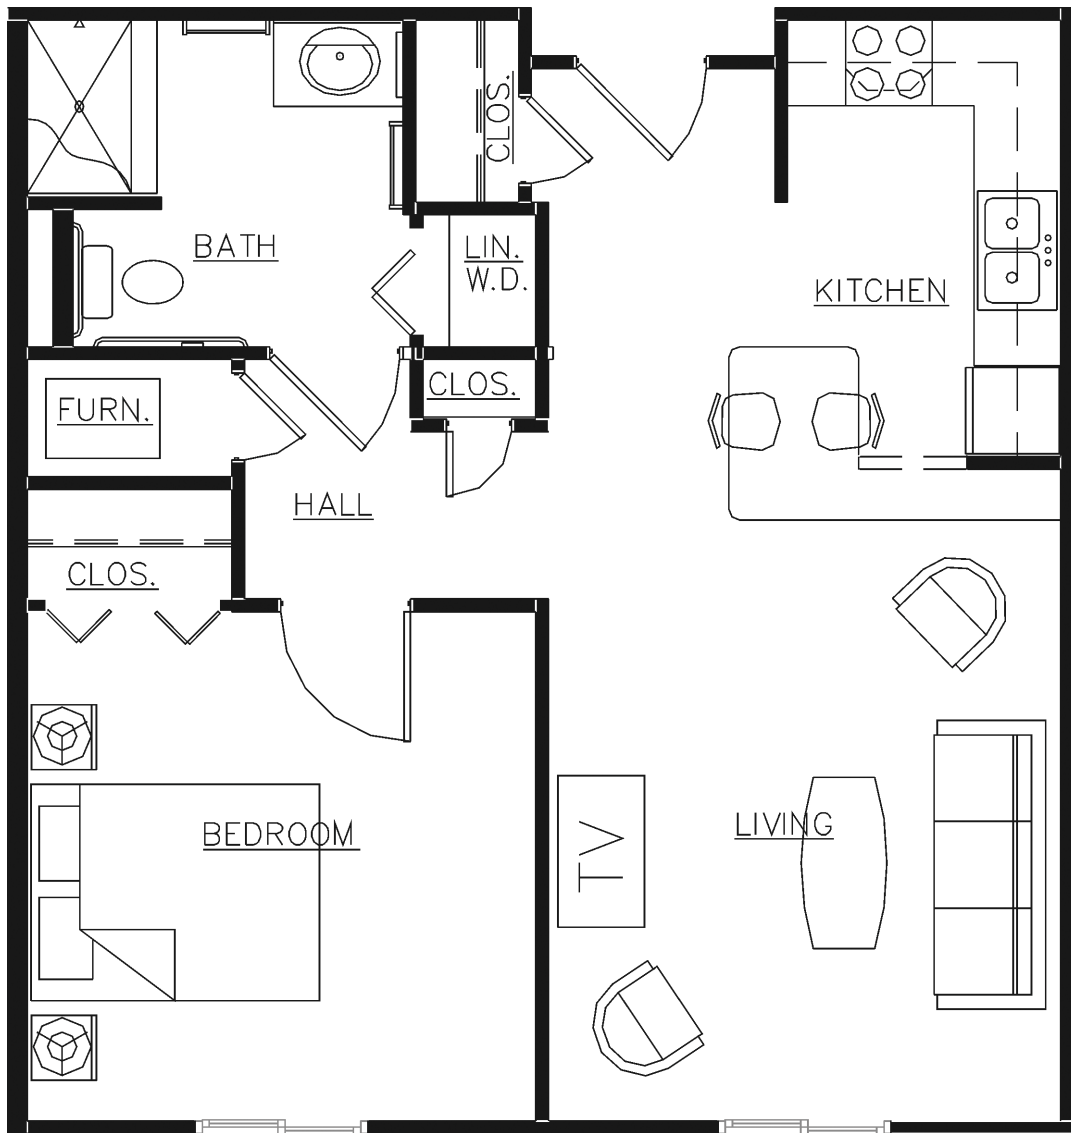 CLOS.
BATH
LIN.
W.D.
KITCHEN
CLOS.
FURN.
HALL
CLOS.
BEDROOM
TV
LIVING